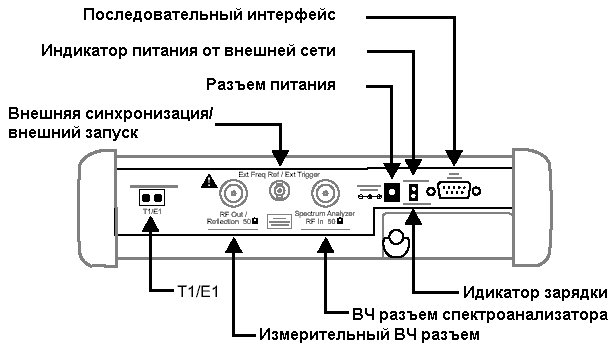 Последовательный интерфейс
Индикатор питания от внешней сети
Разъем питания
Внешняя синхронизация/
внешний запуск
Ext Freq Ref / Ext Trigger
T1/E1
RF Out /
Reflection 50
Spectrum Analyzer
RF In 50
T1/E1
Идикатор зарядки
ВЧ разъем спектроанализатора
Измерительный ВЧ разъем